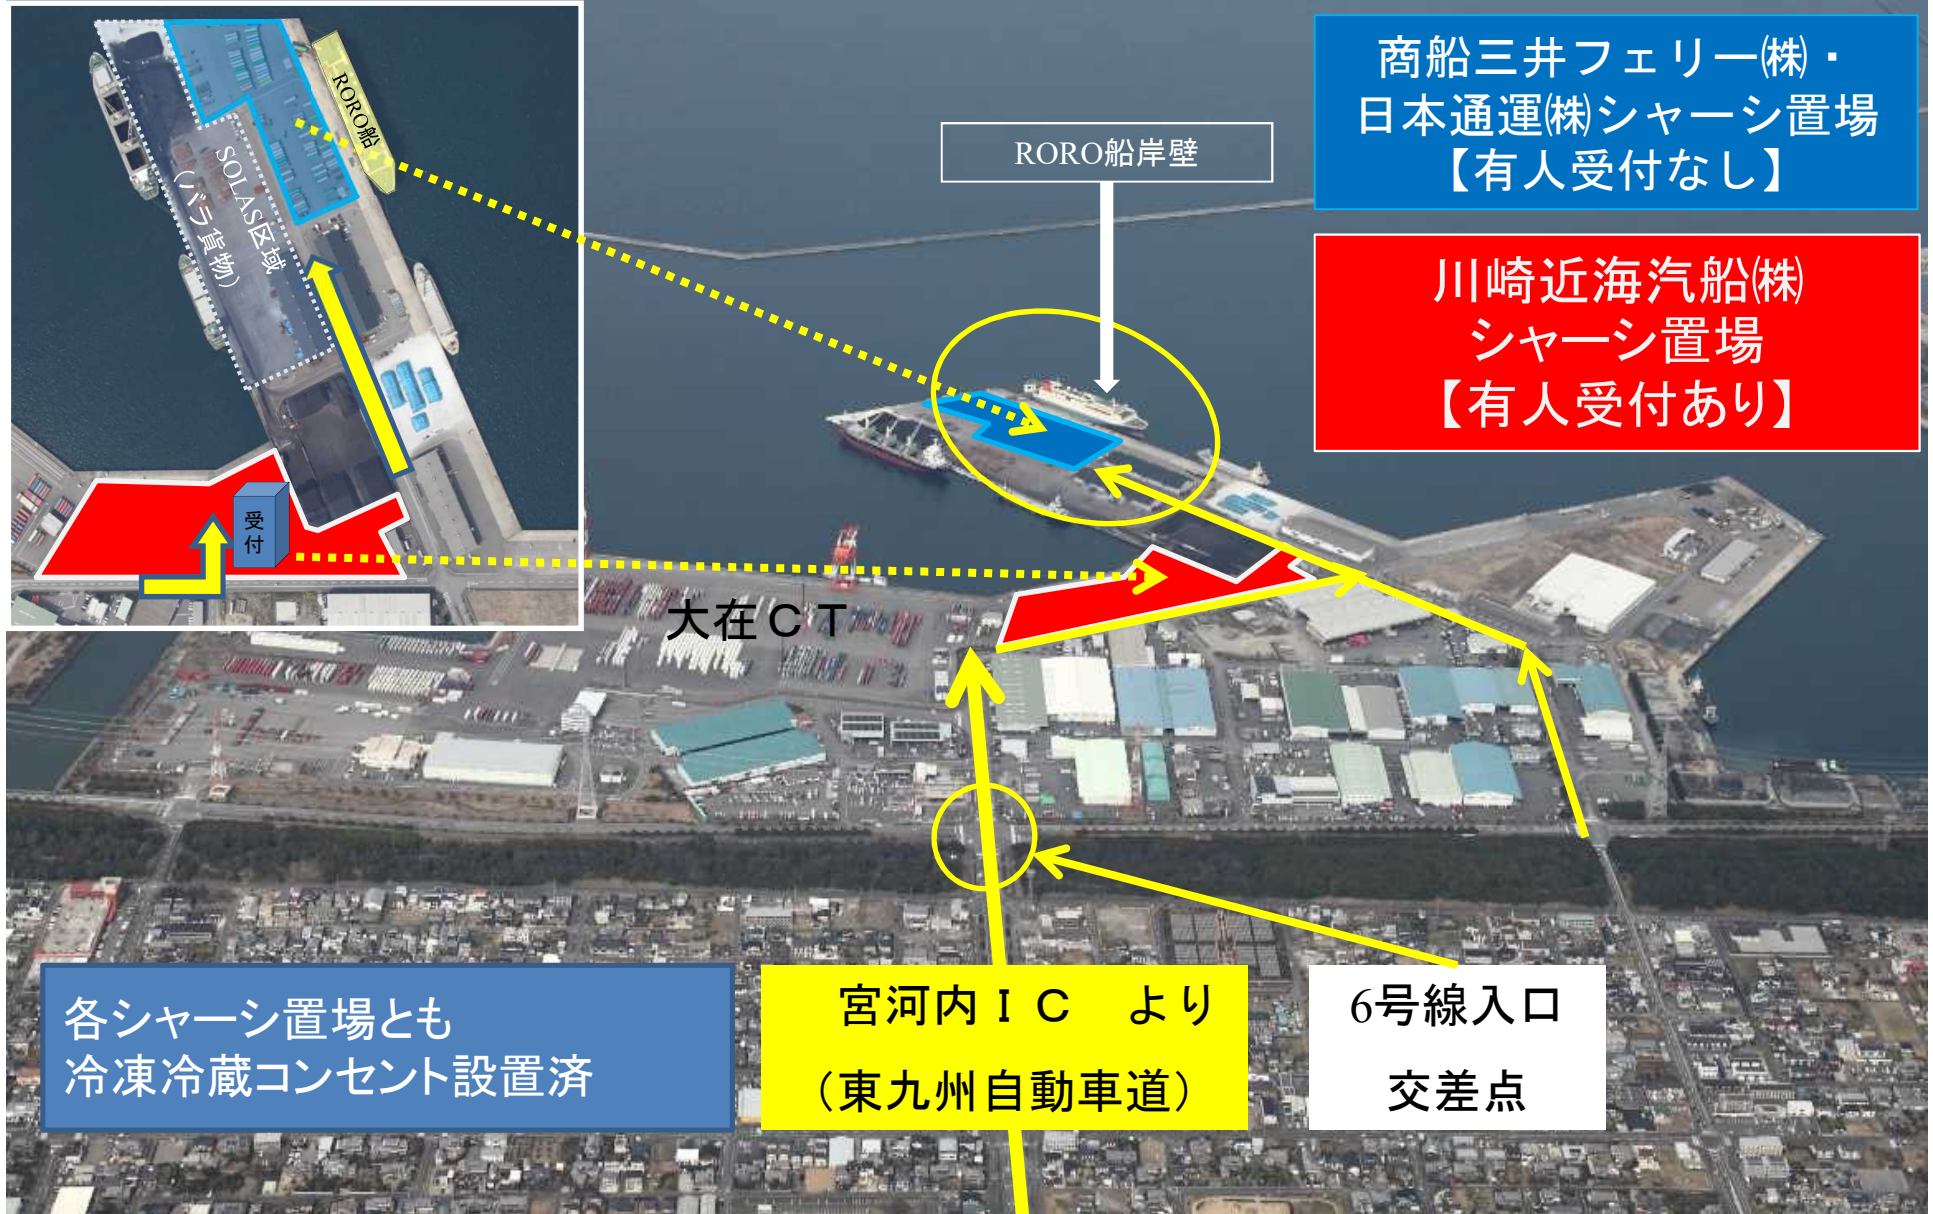 RORO船
SOLAS区域
（バラ貨物）
受
付
RORO船岸壁
商船三井フェリー㈱・
日本通運㈱シャーシ置場
【有人受付なし】
川崎近海汽船㈱
シャーシ置場
【有人受付あり】
大在ＣＴ
各シャーシ置場とも
冷凍冷蔵コンセント設置済
宮河内ＩＣ　より
（東九州自動車道）
6号線入口
交差点